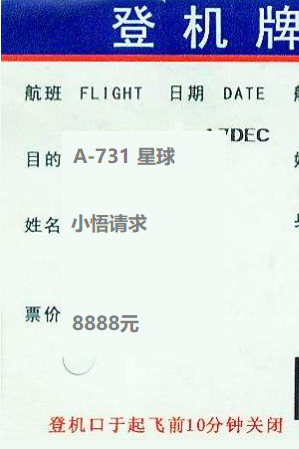 登机牌
航班 FLIGHT 日期 DATE
17DEC
目的 A-731 星球
姓名 小悟请求
票价 8888元
登机口于起飞前10分钟关闭